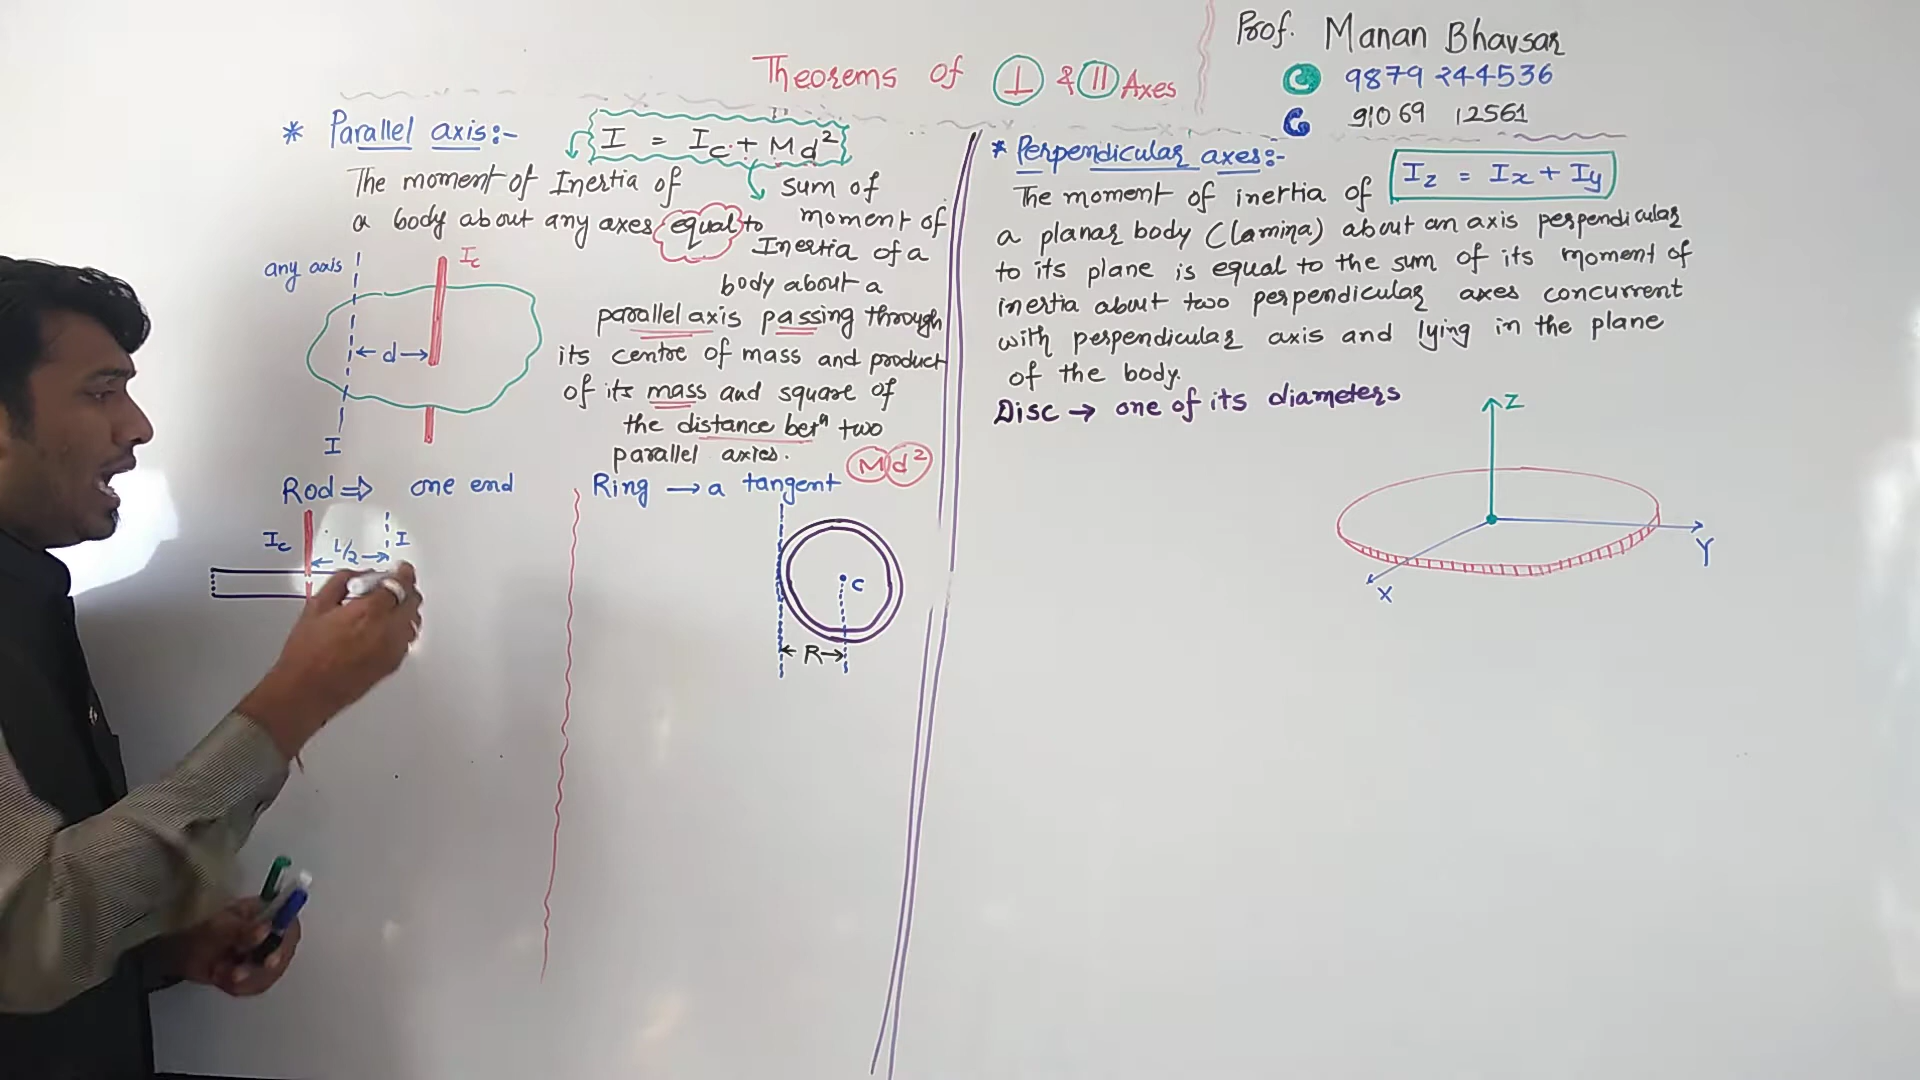 Prof. Manan Bhavsar
9879 244536
91069 12561
Theorems of ⊥ & || Axes
* Parallel axis:-
I = Ic + Md²
The moment of Inertia of
a body about any axes equal to
sum of
moment of
Inertia of a
body about a
parallel axis passing through
its centre of mass and product
of its mass and square of
the distance betⁿ two
parallel axies.
Md²
any axis
Ic
d
I
Rod ⇒ one end
Ic
L/2
I
Ring → a tangent
C
R
* Perpendicular axes:-
Iz = Ix + Iy
The moment of inertia of
a planar body (lamina) about an axis perpendicular
to its plane is equal to the sum of its moment of
inertia about two perpendicular axes concurrent
with perpendicular axis and lying in the plane
of the body.
Disc → one of its diameters
Z
Y
X